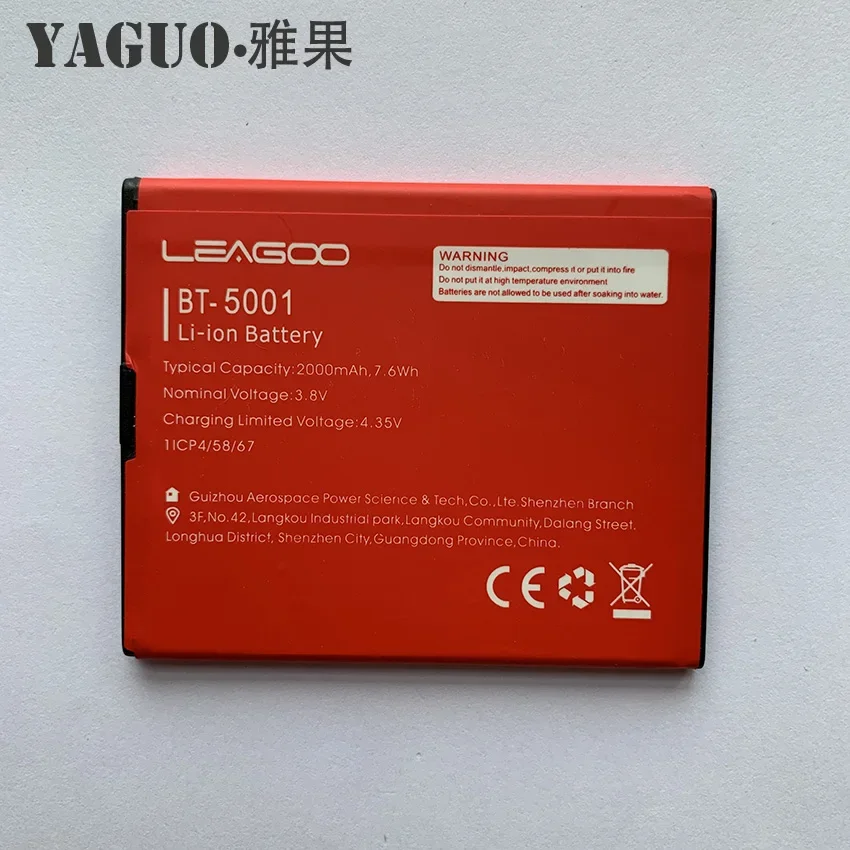 YAGUO·雅果
LEAGOO
WARNING
Do not dismantle,impact,compress it or put it into fire
Do not put it at high temperature environment
Batteries are not allowed to be used after soaking into water.
BT-5001
Li-ion Battery
Typical Capacity:2000mAh,7.6Wh
Nominal Voltage:3.8V
Charging Limited Voltage:4.35V
1ICP4/58/67
Guizhou Aerospace Power Science & Tech,Co.,Lte.Shenzhen Branch
3F,No.42,Langkou Industrial park,Langkou Community,Dalang Street.
Longhua District, Shenzhen City,Guangdong Province,China.
CE